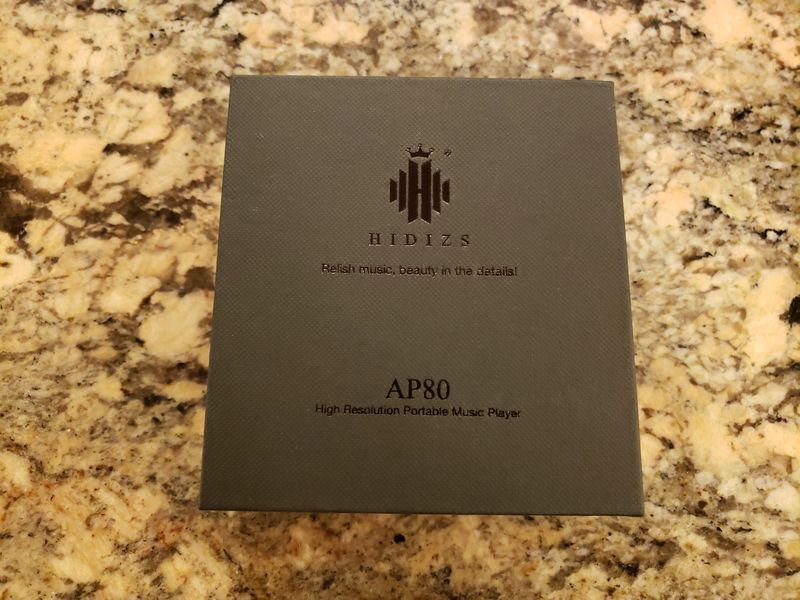 HIDIZS
Relish music, beauty in the details!
AP80
High Resolution Portable Music Player